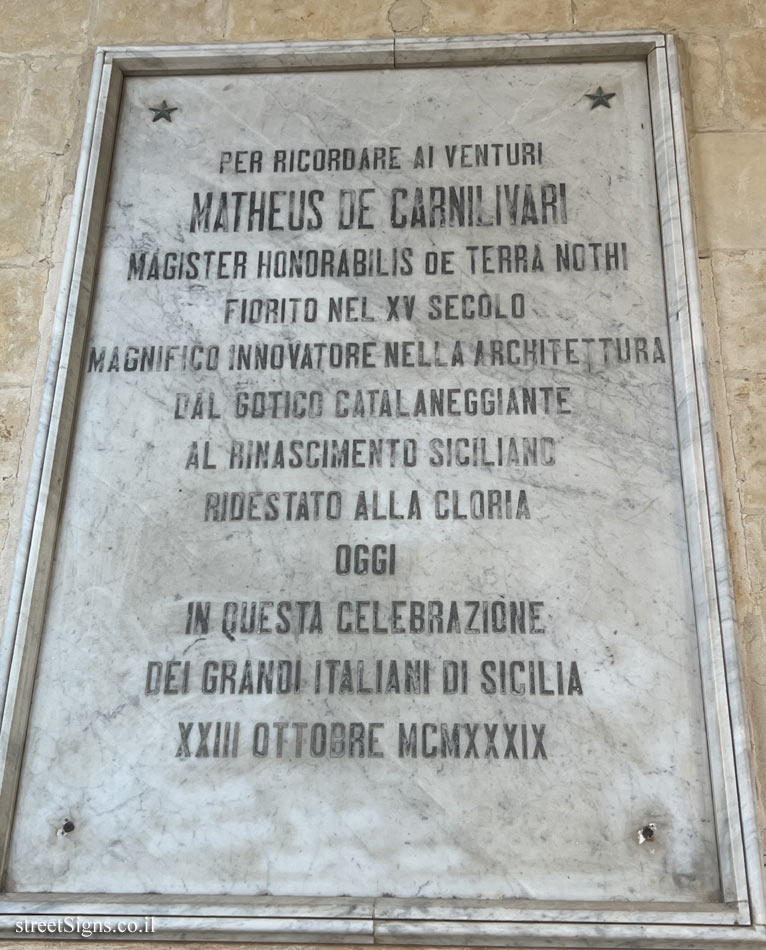 PER RICORDARE AI VENTURI
MATHEUS DE CARNILIVARI
MAGISTER HONORABILIS DE TERRA NOTHI
FIORITO NEL XV SECOLO
MAGNIFICO INNOVATORE NELLA ARCHITETTURA
DAL GOTICO CATALANEGGIANTE
AL RINASCIMENTO SICILIANO
RIDESTATO ALLA CLORIA
OGGI
IN QUESTA CELEBRAZIONE
DEI GRANDI ITALIANI DI SICILIA
XXIII OTTOBRE MCMXXXIX
streetSigns.co.il